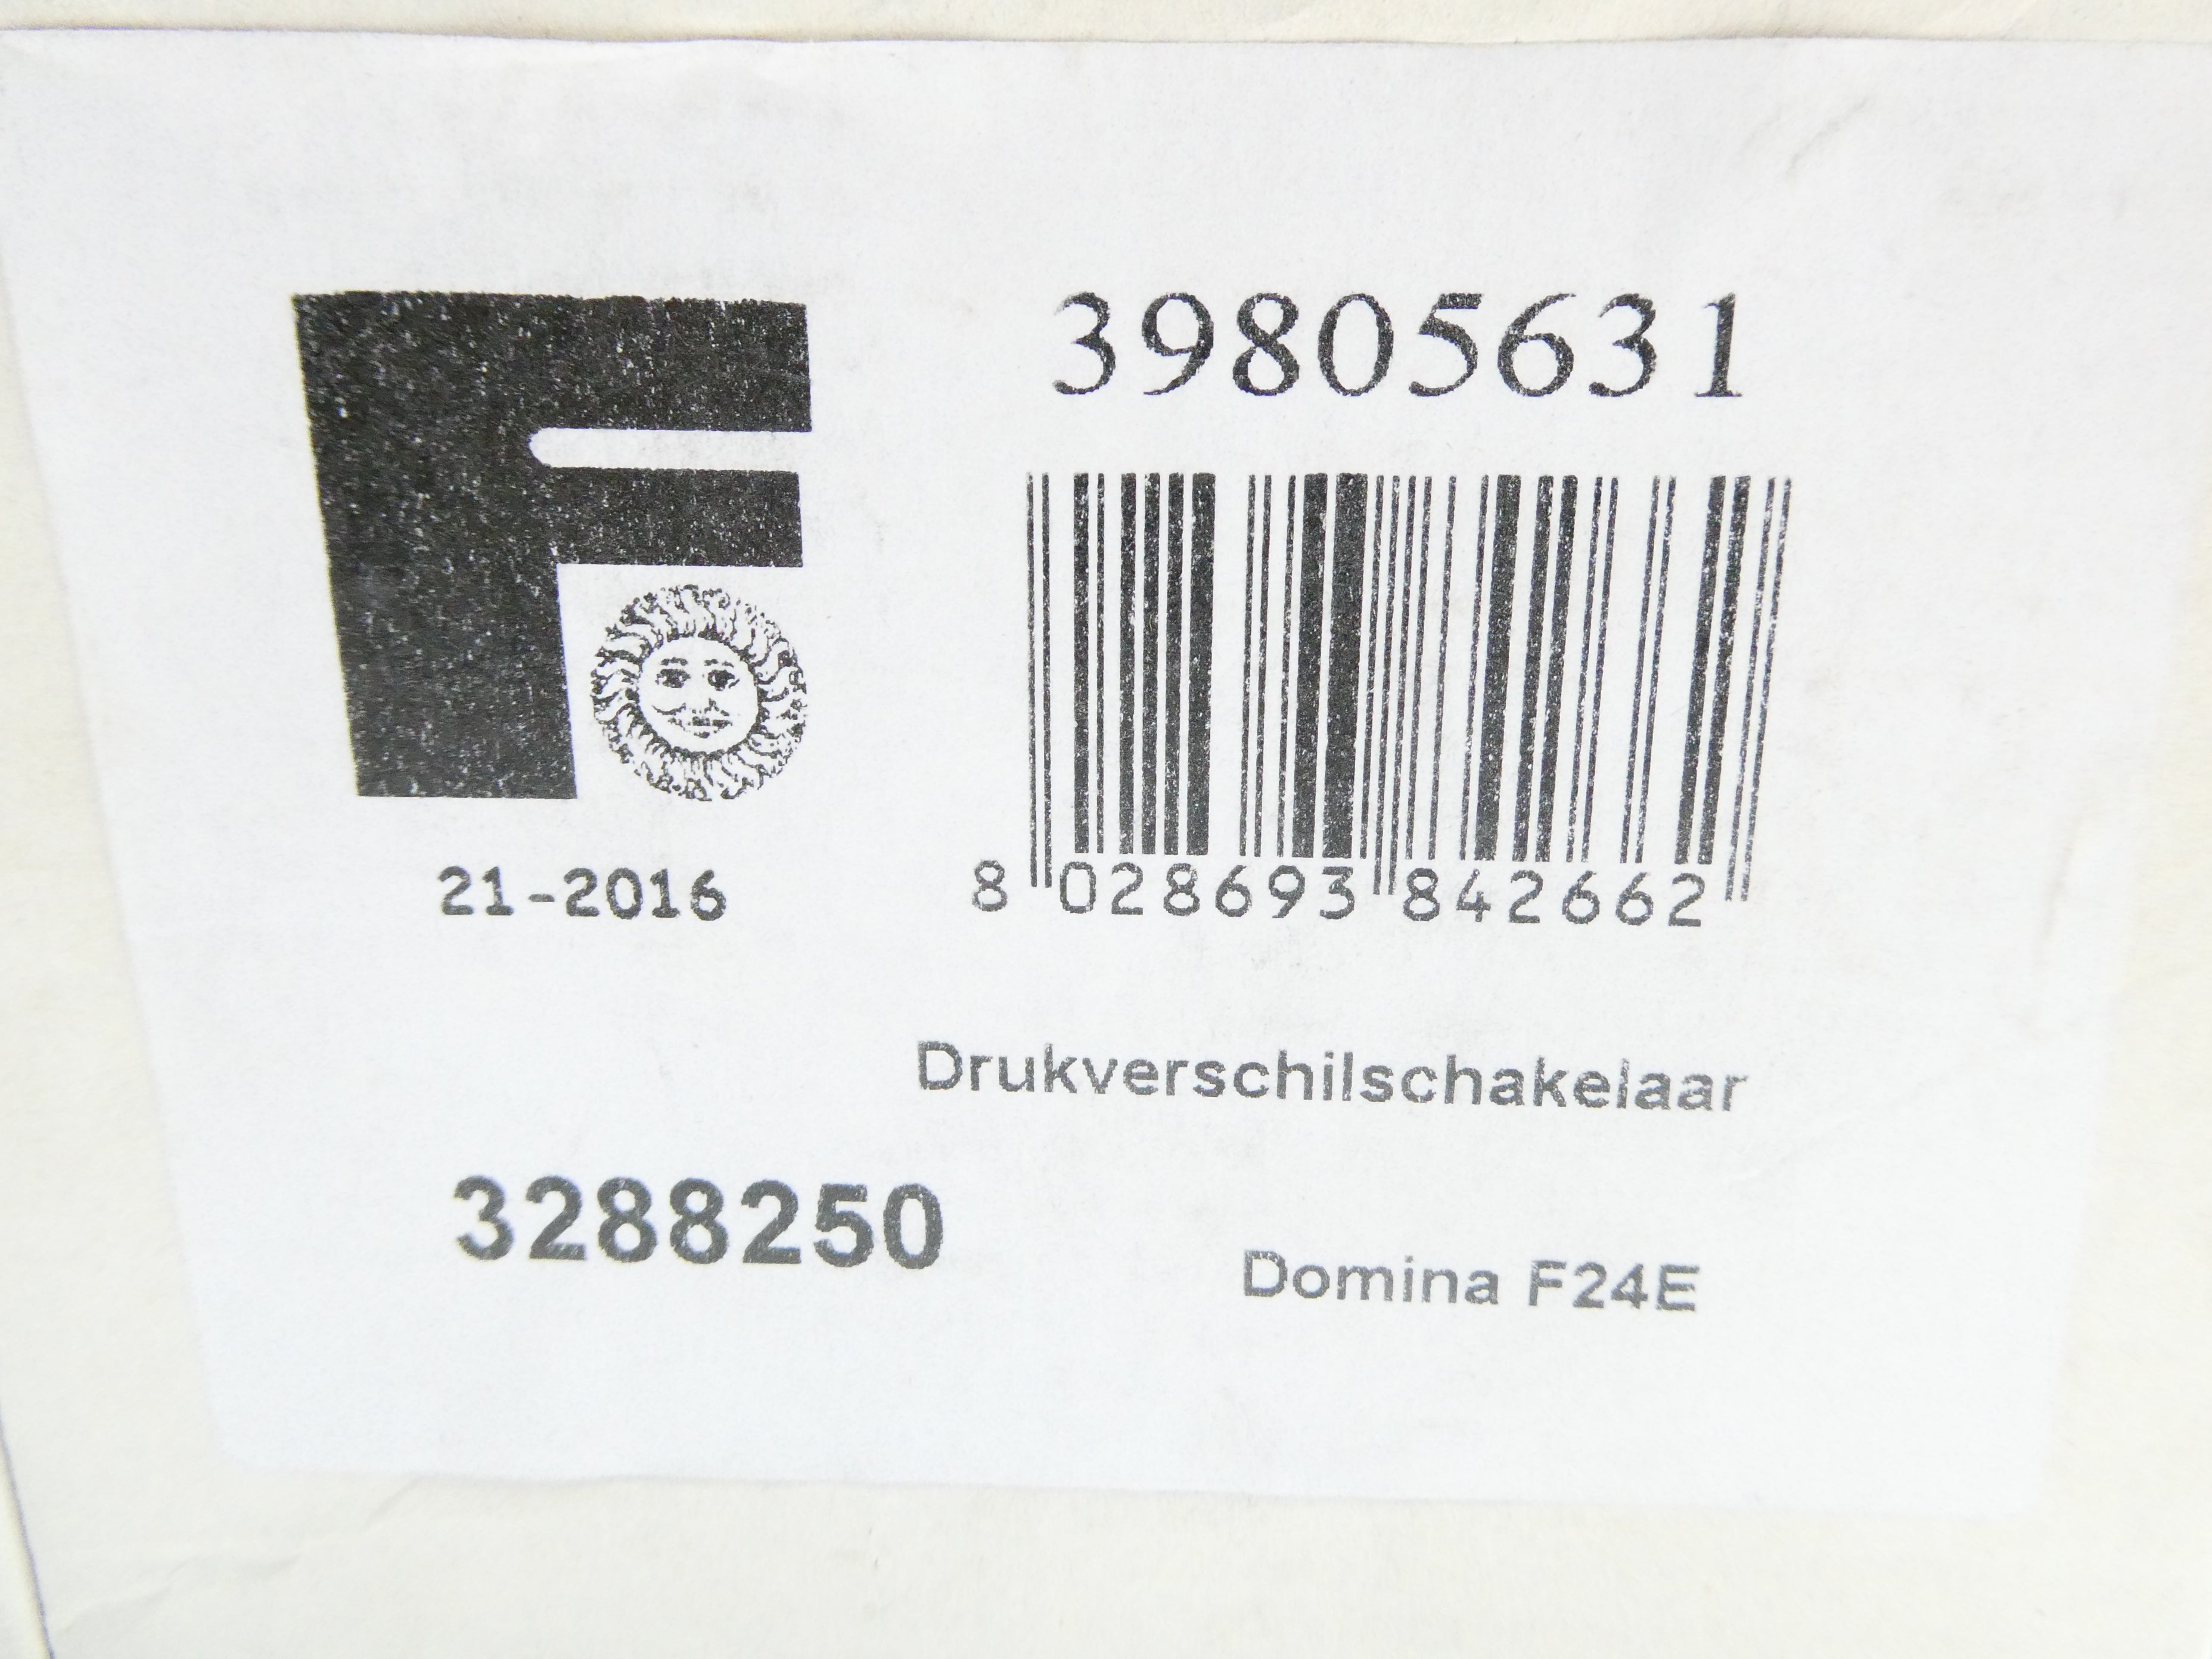 39805631
21-2016
8 028693 842662
Drukverschilschakelaar
3288250
Domina F24E